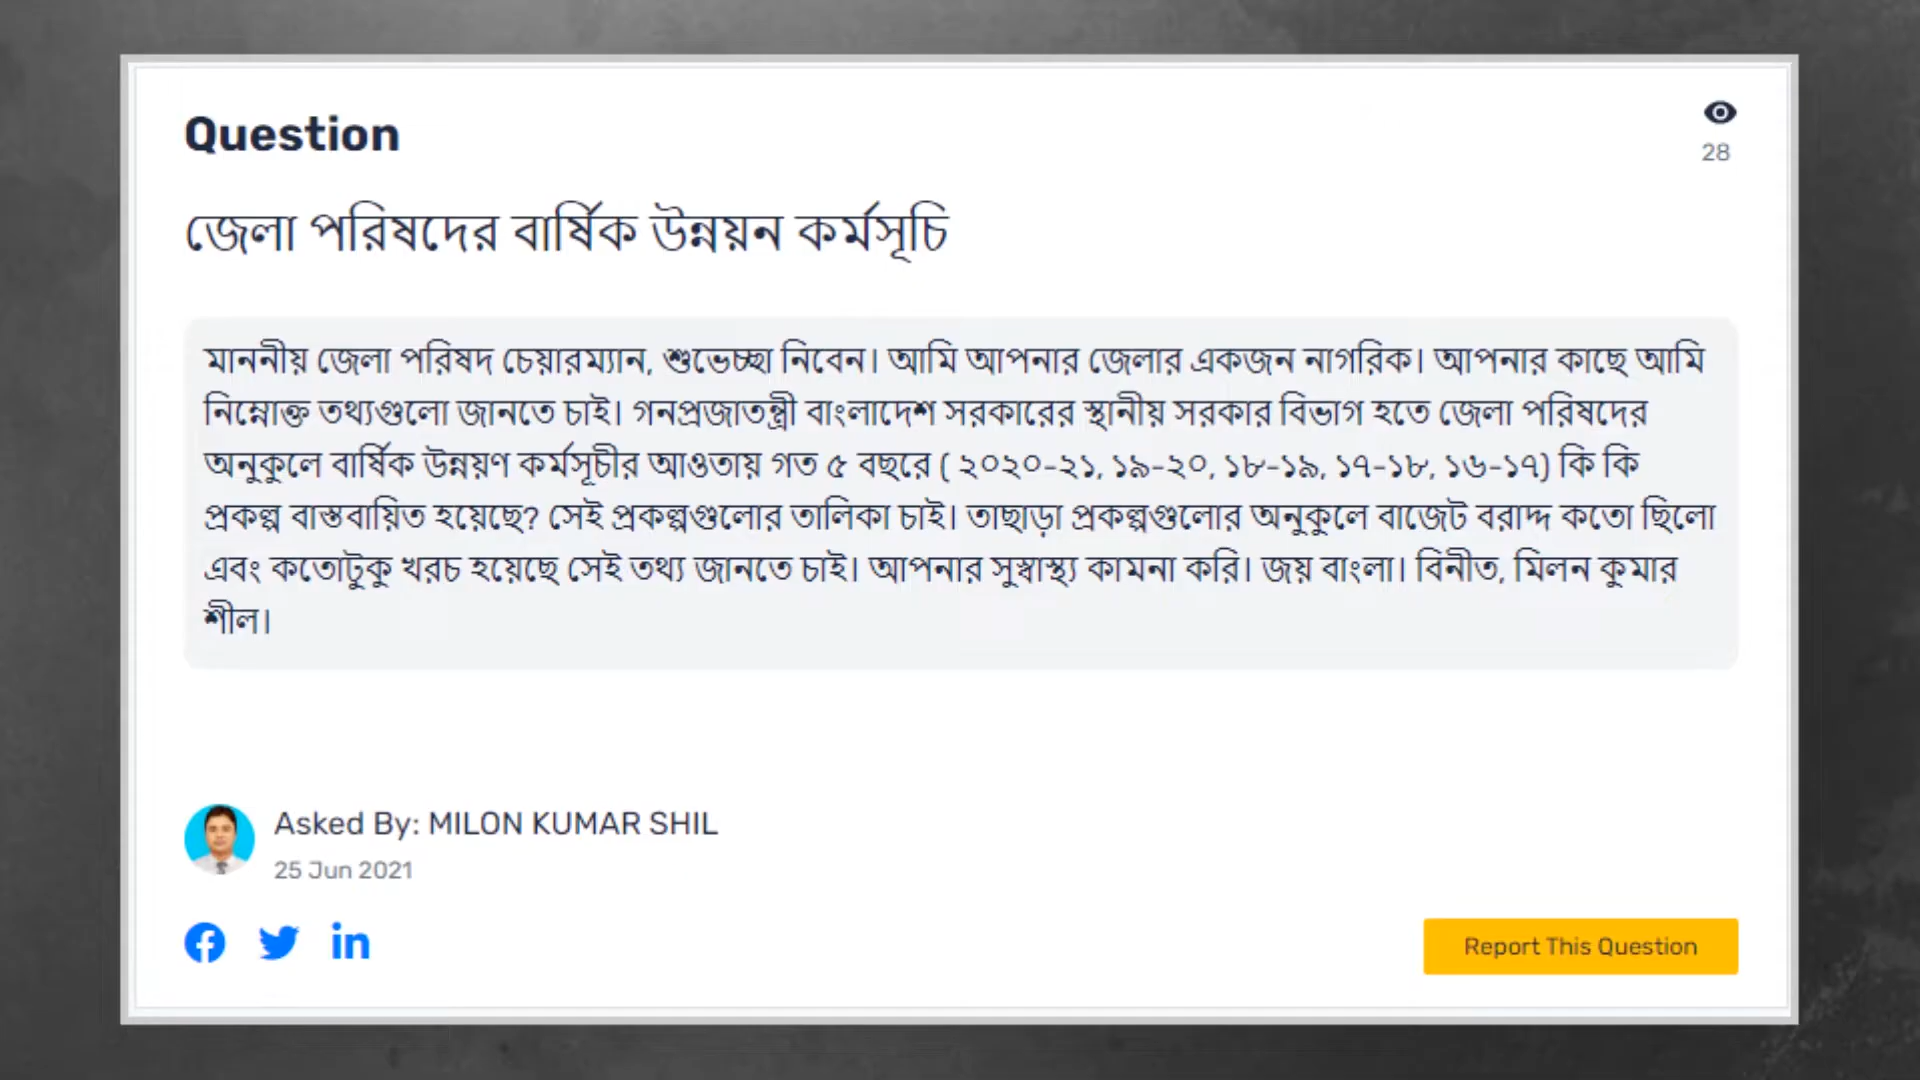 Question
28
জেলা পরিষদের বার্ষিক উন্নয়ন কর্মসূচি
মাননীয় জেলা পরিষদ চেয়ারম্যান, শুভেচ্ছা নিবেন। আমি আপনার জেলার একজন নাগরিক। আপনার কাছে আমি
নিম্নোক্ত তথ্যগুলো জানতে চাই। গনপ্রজাতন্ত্রী বাংলাদেশ সরকারের স্থানীয় সরকার বিভাগ হতে জেলা পরিষদের
অনুকুলে বার্ষিক উন্নয়ণ কর্মসূচীর আওতায় গত ৫ বছরে ( ২০২০-২১, ১৯-২০, ১৮-১৯, ১৭-১৮, ১৬-১৭) কি কি
প্রকল্প বাস্তবায়িত হয়েছে? সেই প্রকল্পগুলোর তালিকা চাই। তাছাড়া প্রকল্পগুলোর অনুকুলে বাজেট বরাদ্দ কতো ছিলো
এবং কতোটুকু খরচ হয়েছে সেই তথ্য জানতে চাই। আপনার সুস্বাস্থ্য কামনা করি। জয় বাংলা। বিনীত, মিলন কুমার
শীল।
Asked By: MILON KUMAR SHIL
25 Jun 2021
Report This Question